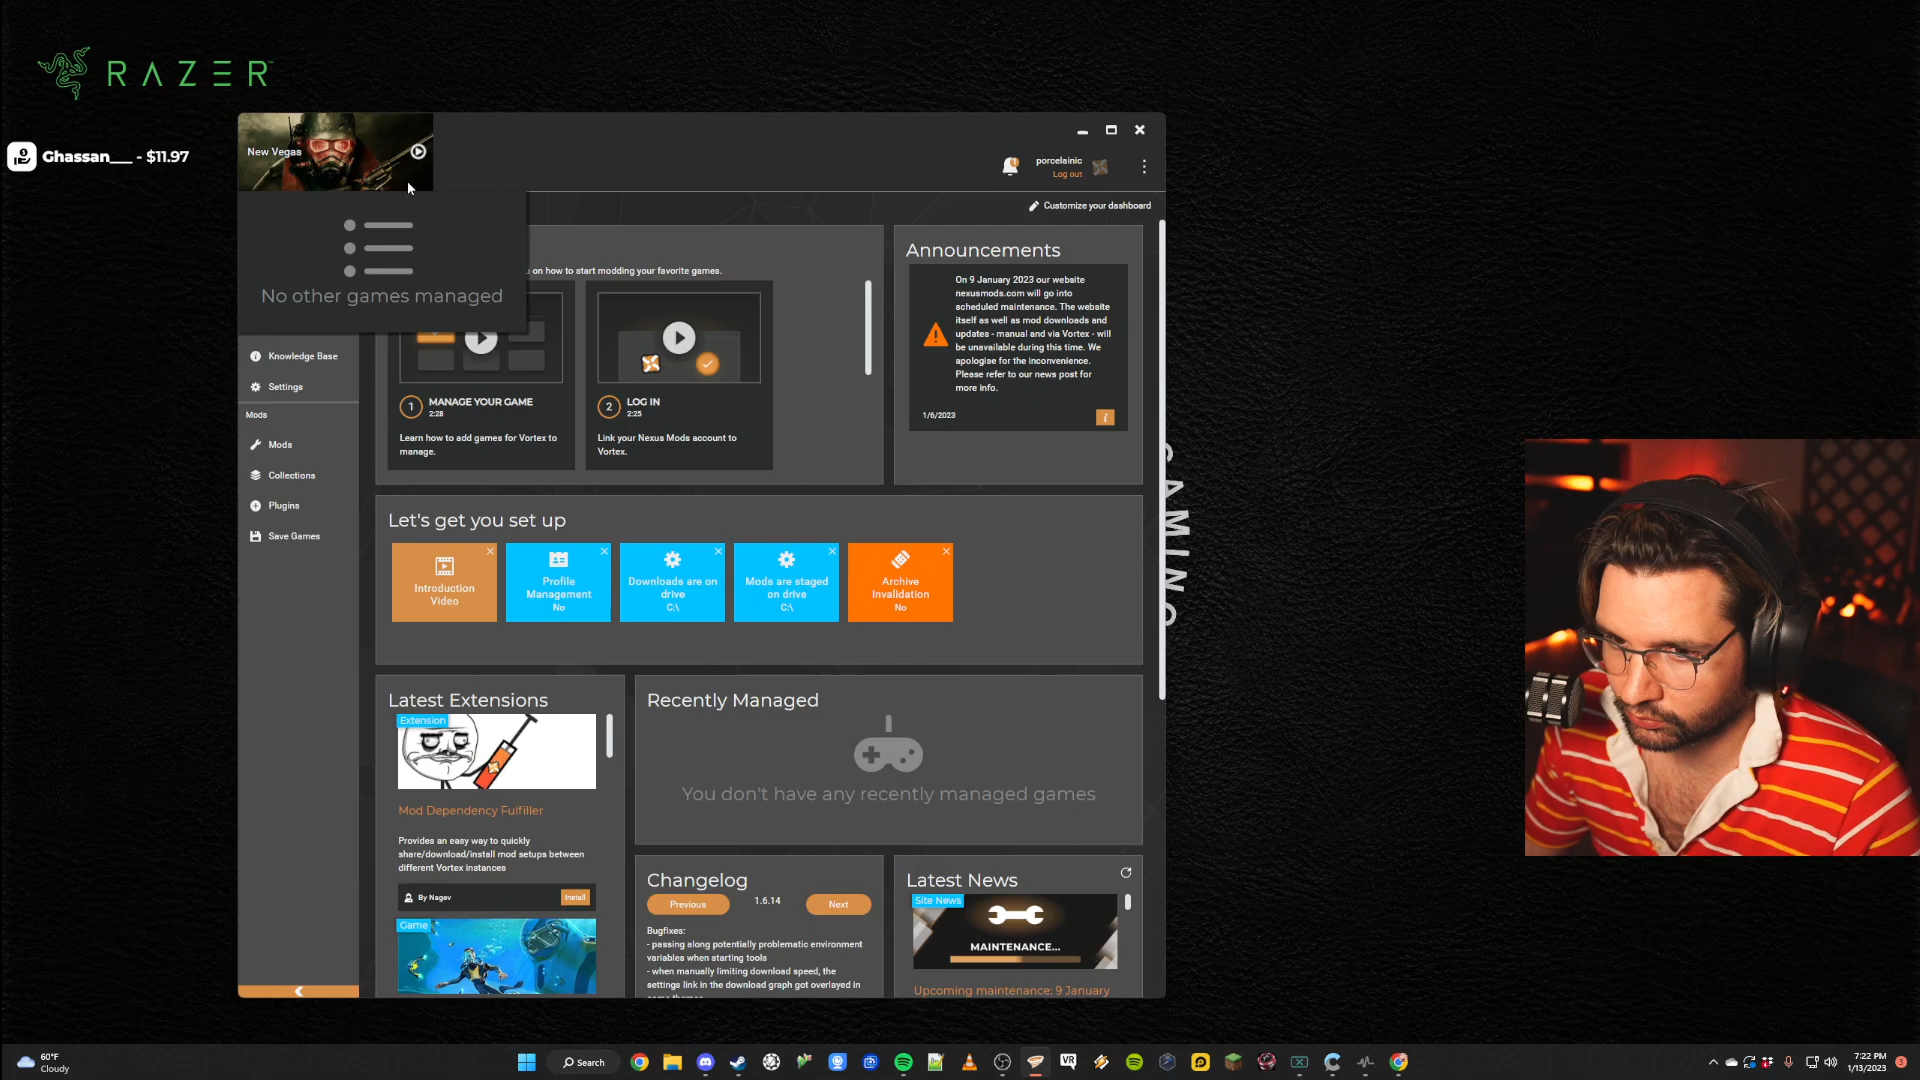 RAZER
Ghassan___ - $11.97
New Vegas
porcelainic
Log out
Customize your dashboard
No other games managed
u on how to start modding your favorite games.
1
MANAGE YOUR GAME
2:28
Learn how to add games for Vortex to
manage.
2
LOG IN
2:25
Link your Nexus Mods account to
Vortex.
Announcements
On 9 January 2023 our website
nexusmods.com will go into
scheduled maintenance. The website
itself as well as mod downloads and
updates - manual and via Vortex - will
be unavailable during this time. We
apologise for the inconvenience.
Please refer to our news post for
more info.
1/6/2023
Knowledge Base
Settings
Mods
Mods
Collections
Plugins
Save Games
Let's get you set up
Introduction
Video
Profile
Management
No
Downloads are on
drive
C:\
Mods are staged
on drive
C:\
Archive
Invalidation
No
Latest Extensions
Extension
Mod Dependency Fulfiller
Provides an easy way to quickly
share/download/install mod setups between
different Vortex instances
By Nagev
Install
Game
Recently Managed
You don't have any recently managed games
Changelog
Previous
1.6.14
Next
Bugfixes:
- passing along potentially problematic environment
variables when starting tools
- when manually limiting download speed, the
settings link in the download graph got overlayed in
some themes
Latest News
Site News
MAINTENANCE...
Upcoming maintenance: 9 January
GAMING
60°F
Cloudy
Search
VR
7:22 PM
1/13/2023
3